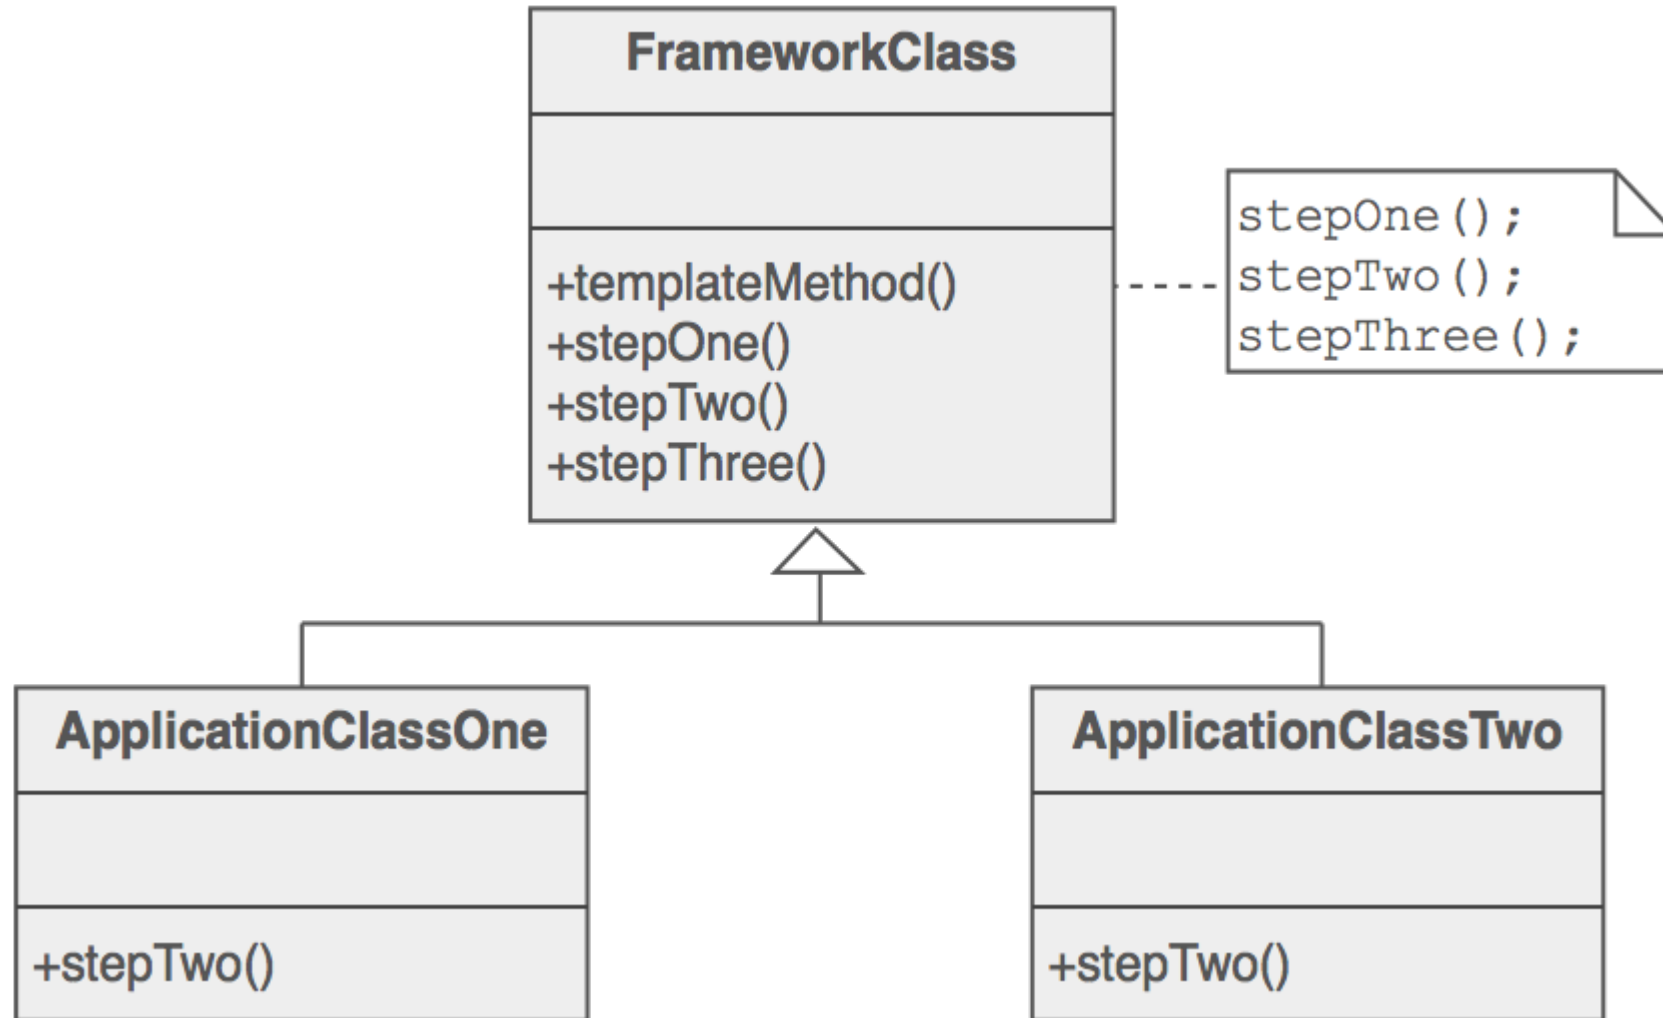 FrameworkClass
+templateMethod()
+stepOne()
+stepTwo()
+stepThree()
stepOne();
stepTwo();
stepThree();
ApplicationClassOne
+stepTwo()
ApplicationClassTwo
+stepTwo()